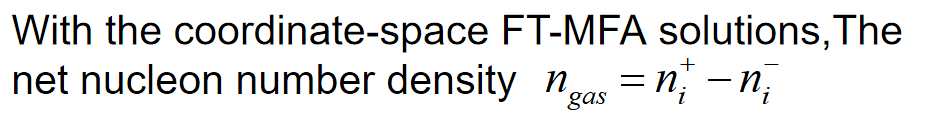 With the coordinate-space FT-MFA solutions,The
net nucleon number density n_gas = n_i^+ − n_i^-